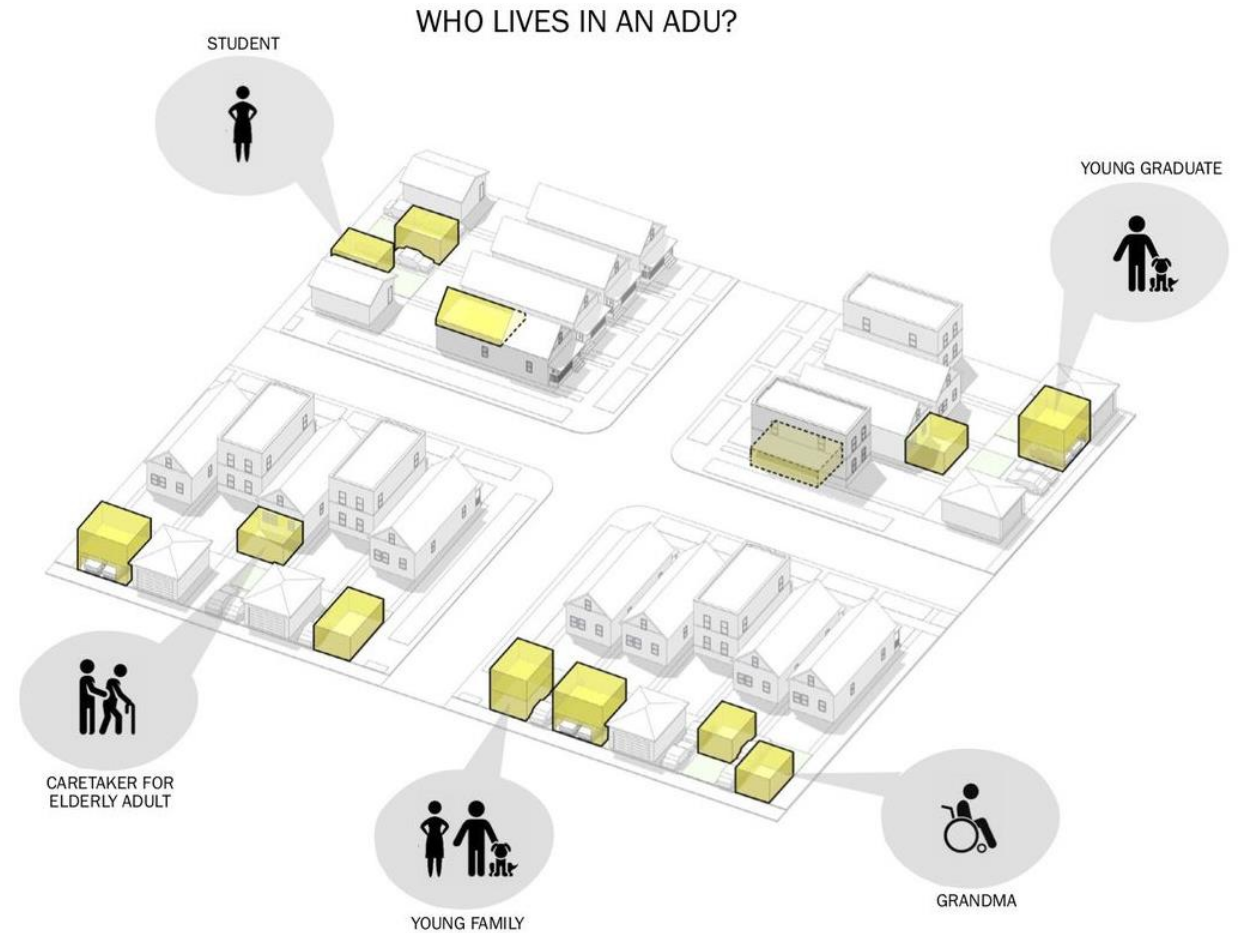 WHO LIVES IN AN ADU?
STUDENT
YOUNG GRADUATE
CARETAKER FOR
ELDERLY ADULT
YOUNG FAMILY
GRANDMA